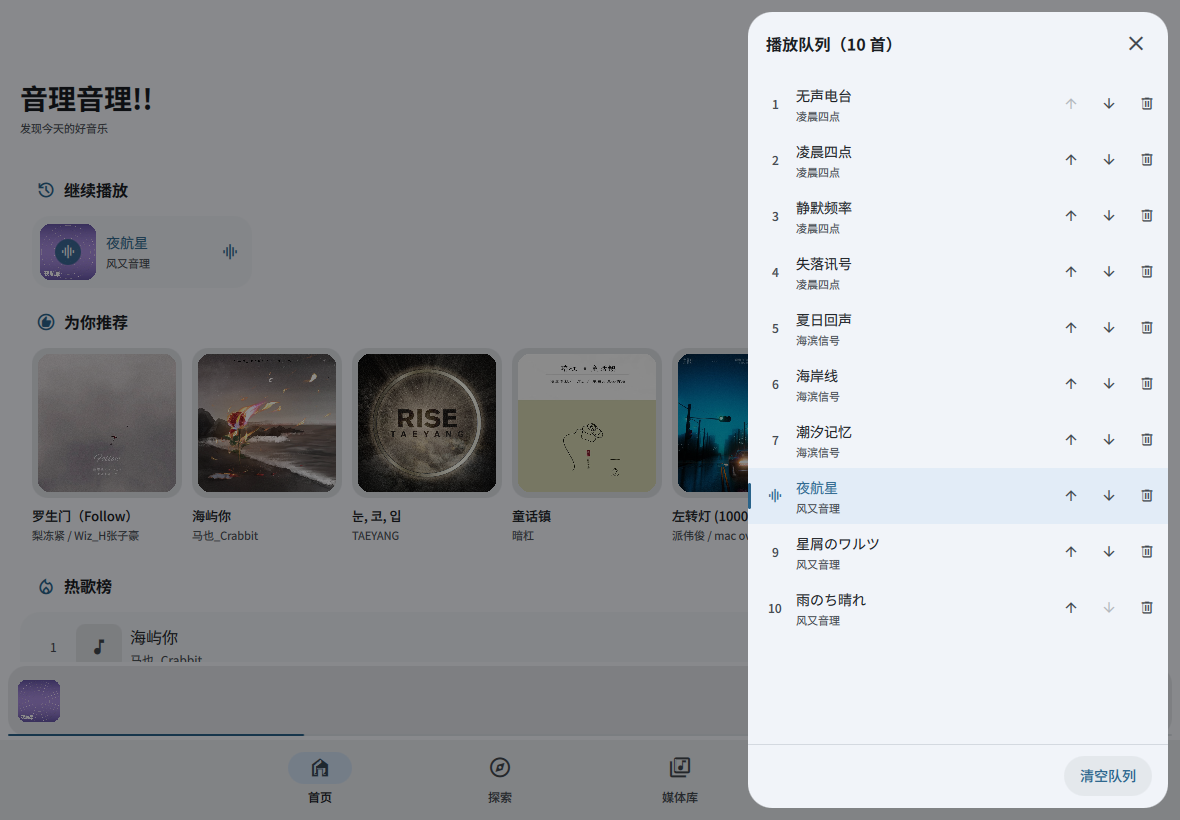 音理音理!!
发现今天的好音乐
继续播放
夜航星
夜航星
风又音理
为你推荐
Follow
RISE
TAEYANG
罗生门（Follow）
梨冻紧 / Wiz_H张子豪
海屿你
马也_Crabbit
눈, 코, 입
TAEYANG
童话镇
暗杠
左转灯 (1000
派伟俊 / mac ov
热歌榜
1
海屿你
马也_Crabbit
首页
探索
媒体库
播放队列（10 首）
1
无声电台
凌晨四点
2
凌晨四点
凌晨四点
3
静默频率
凌晨四点
4
失落讯号
凌晨四点
5
夏日回声
海滨信号
6
海岸线
海滨信号
7
潮汐记忆
海滨信号
夜航星
风又音理
9
星屑のワルツ
风又音理
10
雨のち晴れ
风又音理
清空队列